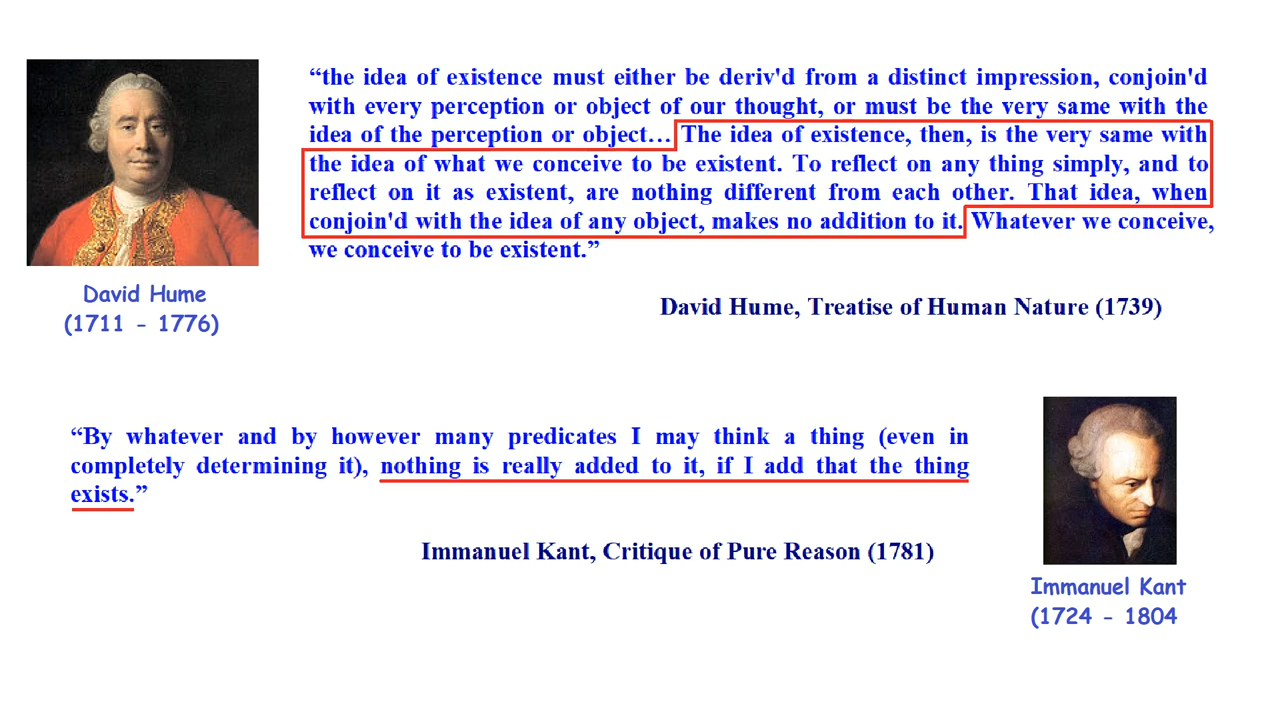 “the idea of existence must either be deriv'd from a distinct impression, conjoin'd
with every perception or object of our thought, or must be the very same with the
idea of the perception or object… The idea of existence, then, is the very same with
the idea of what we conceive to be existent. To reflect on any thing simply, and to
reflect on it as existent, are nothing different from each other. That idea, when
conjoin'd with the idea of any object, makes no addition to it. Whatever we conceive,
we conceive to be existent.”
David Hume
(1711 - 1776)
David Hume, Treatise of Human Nature (1739)
“By whatever and by however many predicates I may think a thing (even in
completely determining it), nothing is really added to it, if I add that the thing
exists.”
Immanuel Kant, Critique of Pure Reason (1781)
Immanuel Kant
(1724 - 1804